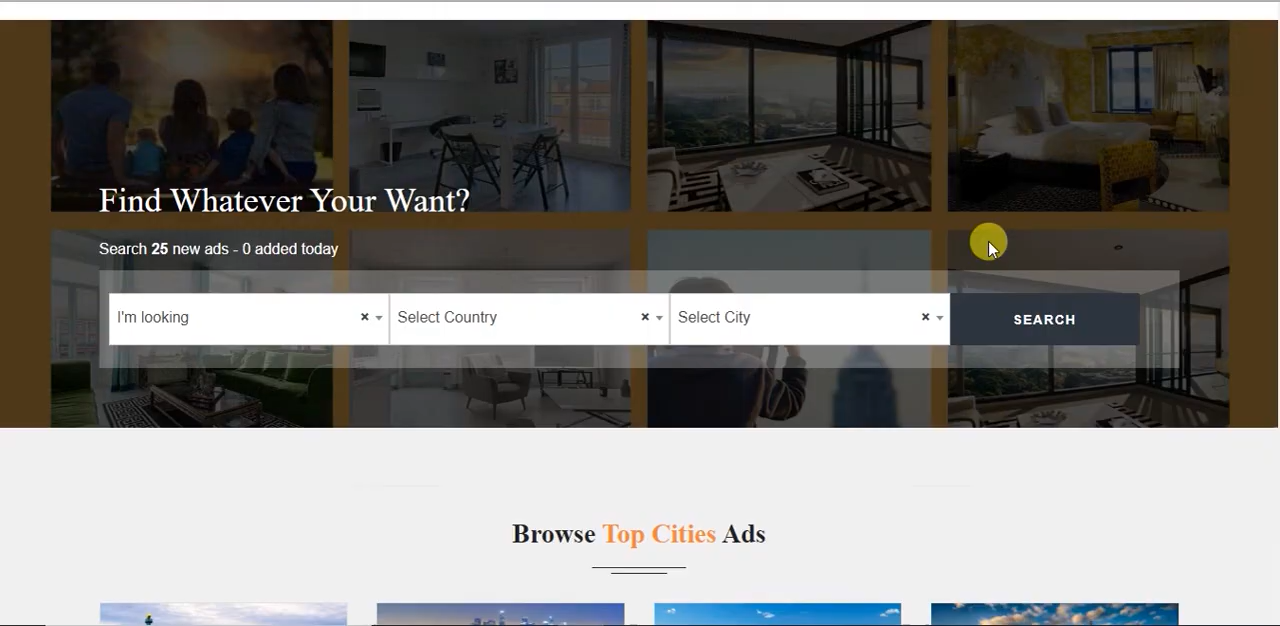 Find Whatever Your Want?
Search 25 new ads - 0 added today
I'm looking × Select Country × Select City × SEARCH
Browse Top Cities Ads